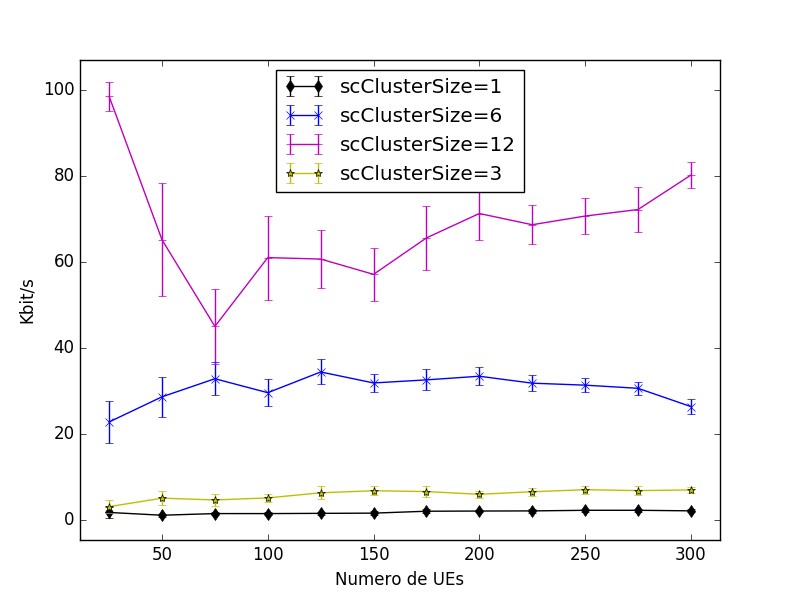 scClusterSize=1
scClusterSize=6
scClusterSize=12
scClusterSize=3
Kbit/s
100
80
60
40
20
0
50 100 150 200 250 300
Numero de UEs